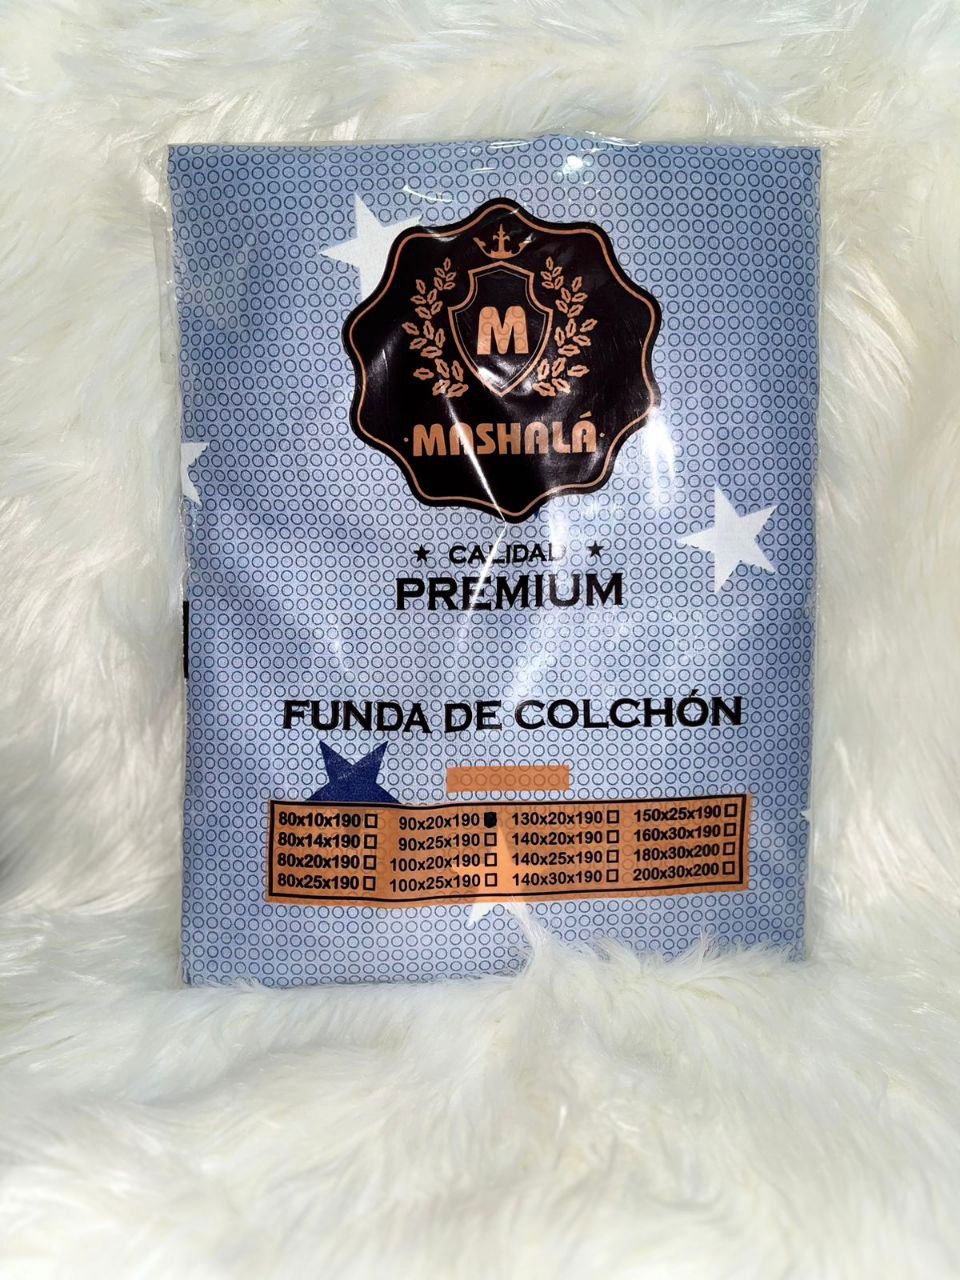 M
MASHALÁ
★ CALIDAD ★
PREMIUM
FUNDA DE COLCHÓN
80x10x190 90x20x190 130x20x190 150x25x190
80x14x190 90x25x190 140x20x190 160x30x190
80x20x190 100x20x190 140x25x190 180x30x200
80x25x190 100x25x190 140x30x190 200x30x200